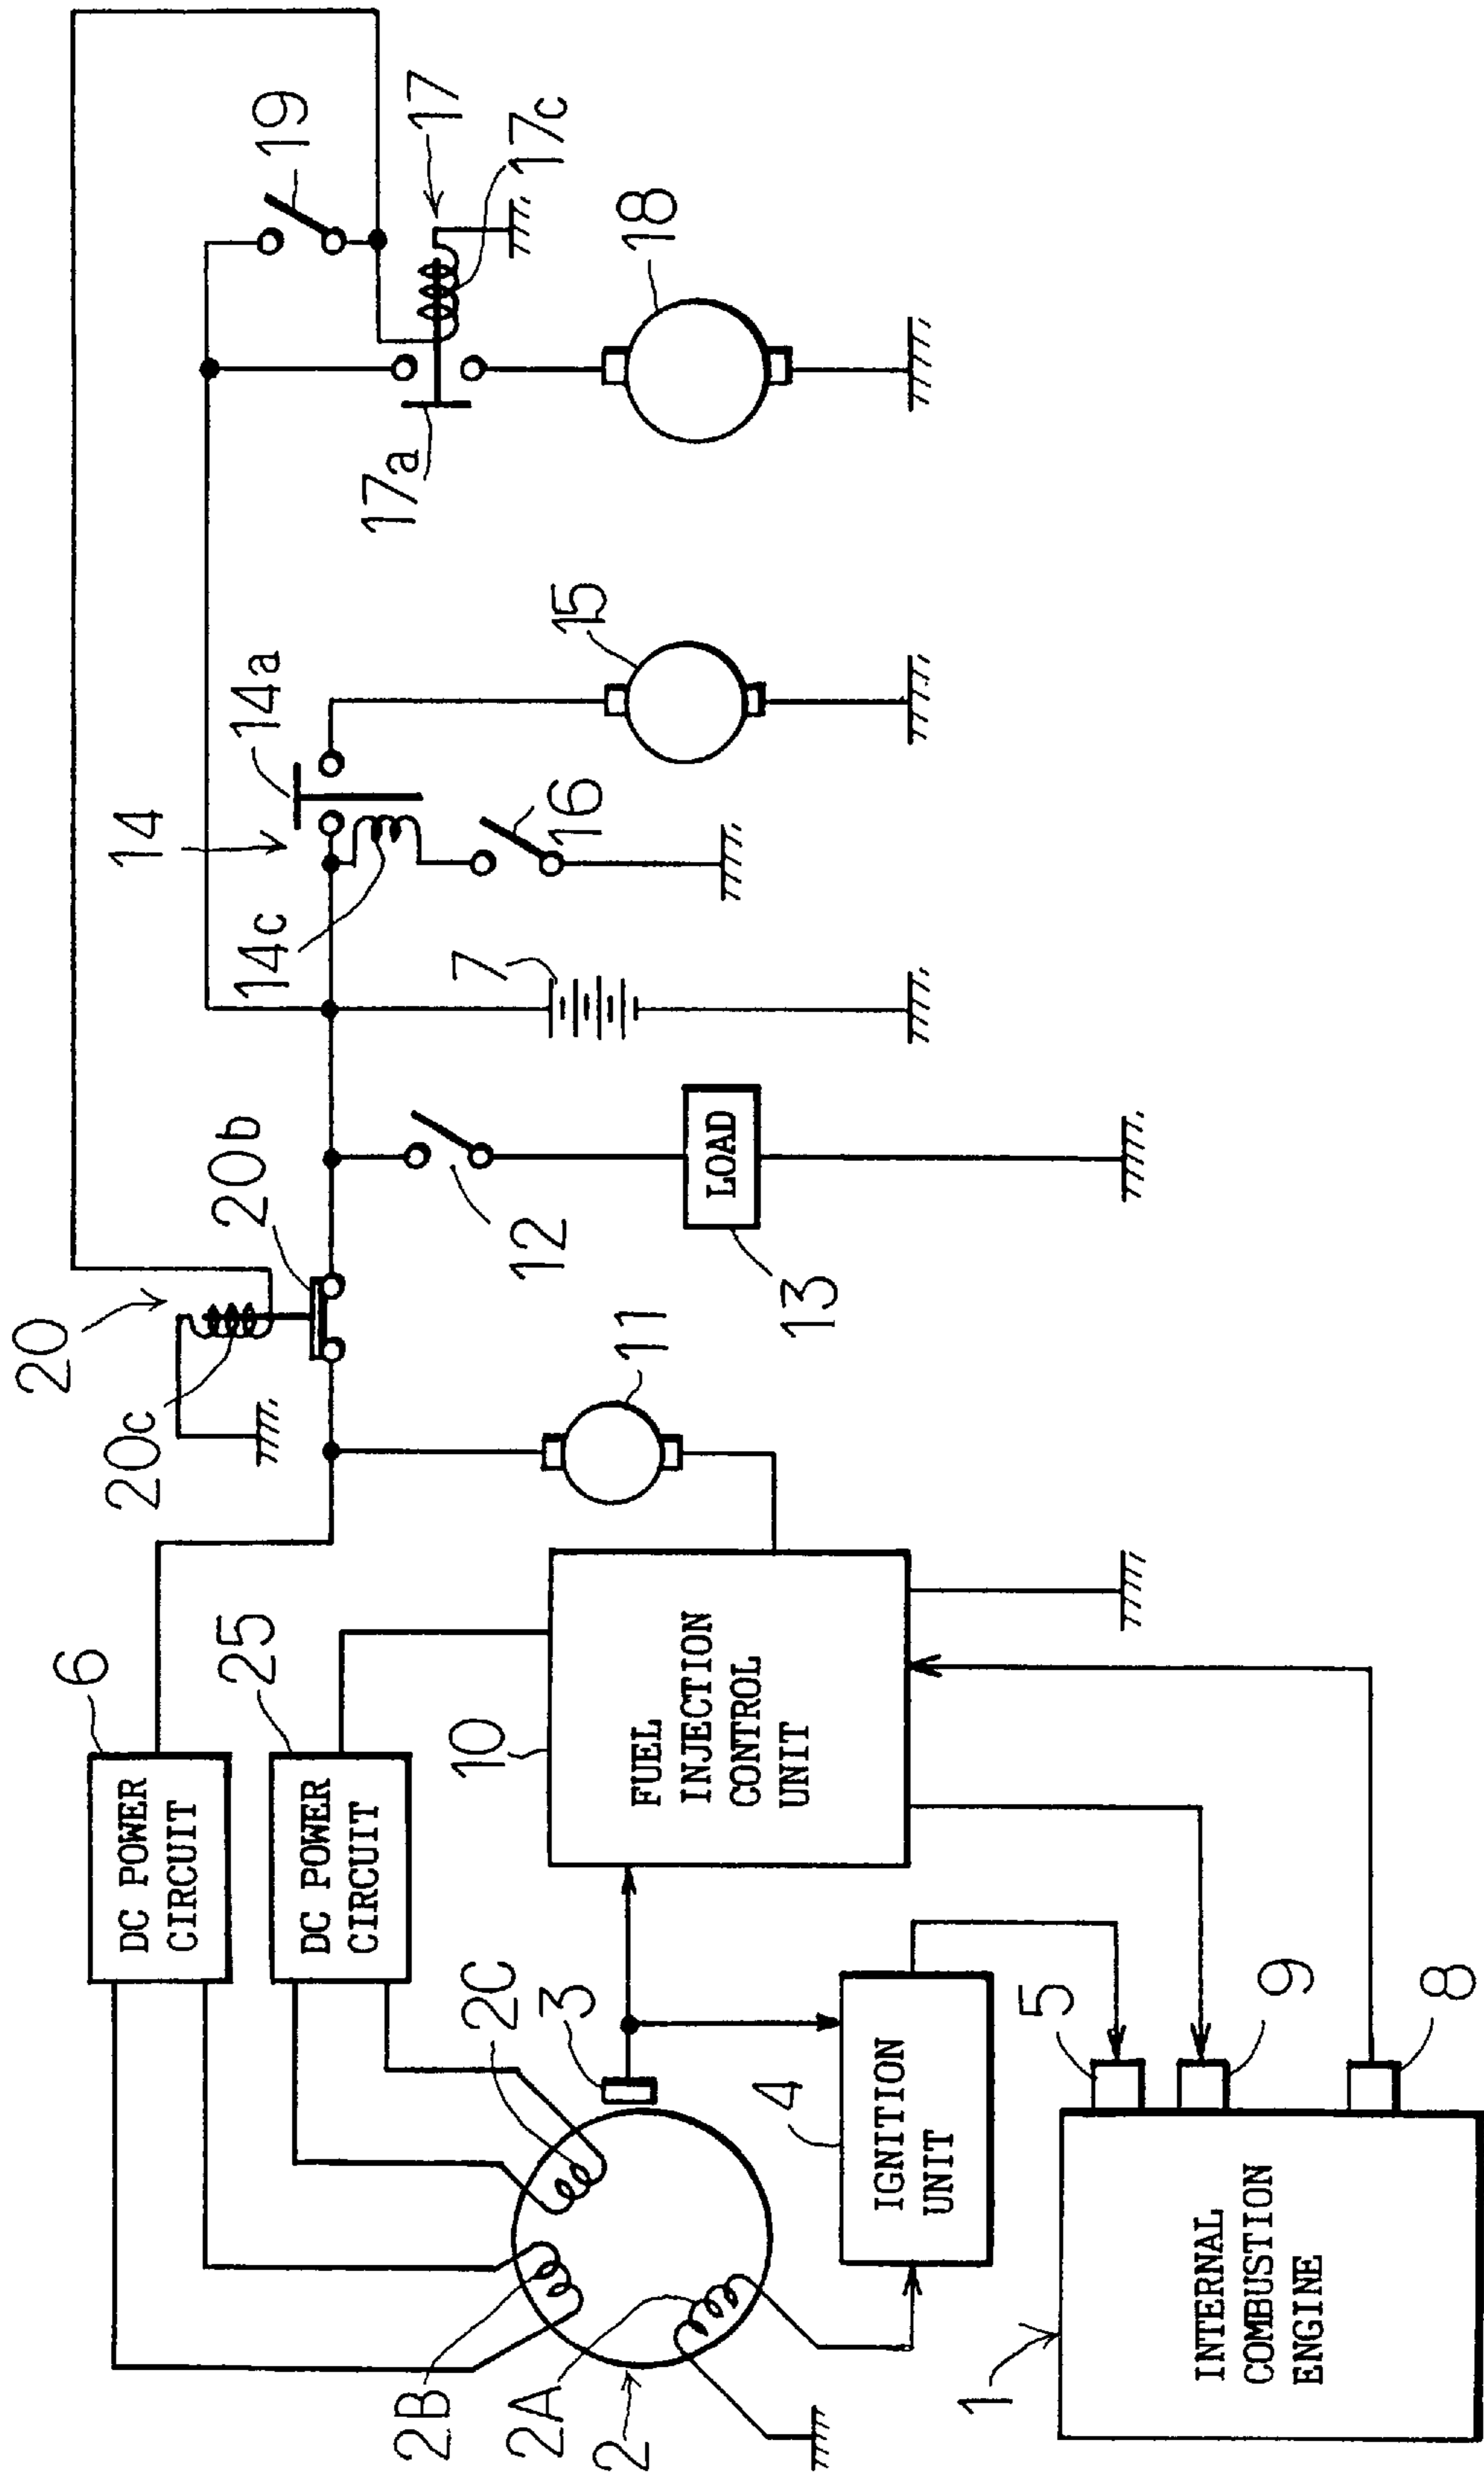 20
20c
20b
14
14a
14c
19
17
17c
17a
18
15
16
7
12
LOAD
13
11
6
DC POWER
CIRCUIT
25
DC POWER
CIRCUIT
10
FUEL
INJECTION
CONTROL
UNIT
2B
2C
2A
2
3
4
IGNITION
UNIT
5
9
8
1
INTERNAL
COMBUSTION
ENGINE